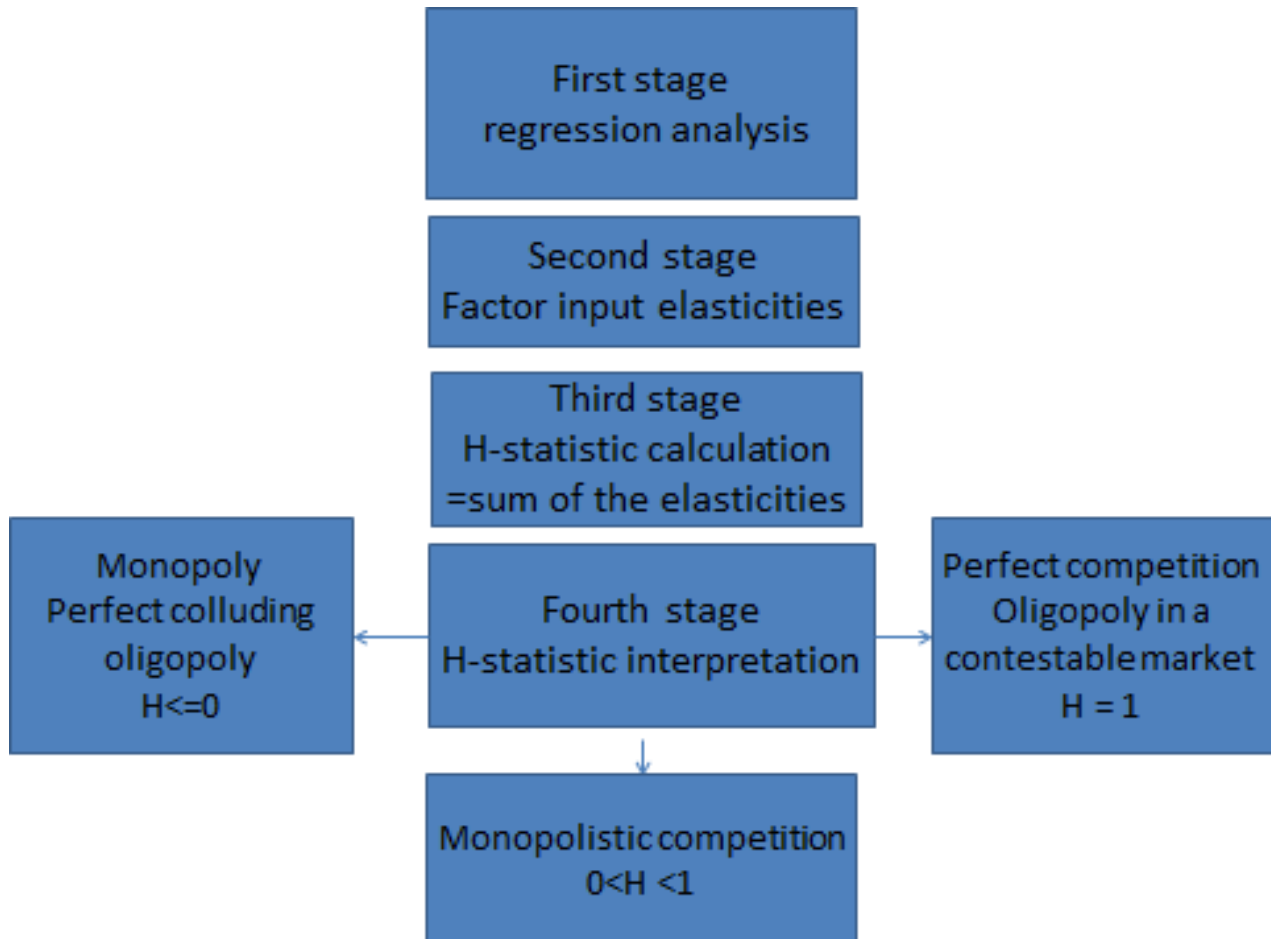 First stage
regression analysis
Second stage
Factor input elasticities
Third stage
H-statistic calculation
=sum of the elasticities
Monopoly
Perfect colluding
oligopoly
H<=0
Fourth stage
H-statistic interpretation
Perfect competition
Oligopoly in a
contestable market
H = 1
Monopolistic competition
0<H <1